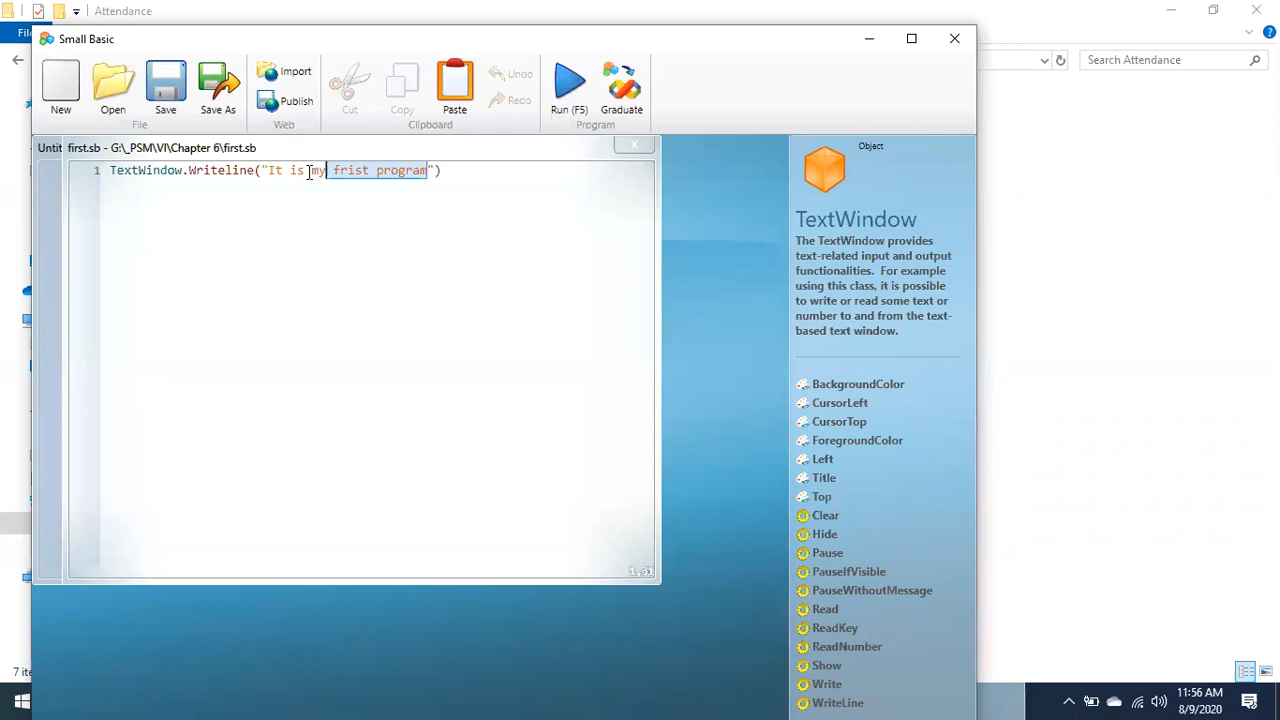 Attendance
Small Basic
Import
Undo
Publish
Redo
New
Open
Save
Save As
Cut
Copy
Paste
Run (F5)
Graduate
File
Web
Clipboard
Program
Search Attendance
Untit
first.sb - G:\_PSM\VI\Chapter 6\first.sb
x
1 TextWindow.Writeline("It is my frist program")
1,31
Object
TextWindow
The TextWindow provides
text-related input and output
functionalities. For example
using this class, it is possible
to write or read some text or
number to and from the text-
based text window.
BackgroundColor
CursorLeft
CursorTop
ForegroundColor
Left
Title
Top
Clear
Hide
Pause
PauseIfVisible
PauseWithoutMessage
Read
ReadKey
ReadNumber
Show
Write
WriteLine
7 ite
11:56 AM
8/9/2020